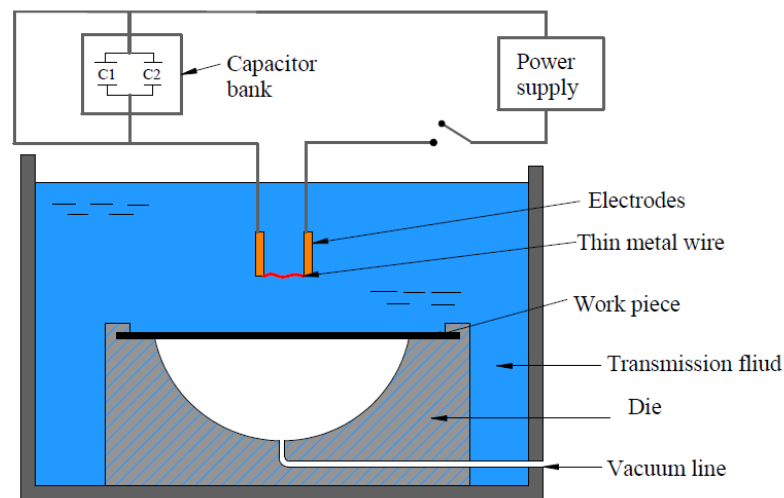 C1
C2
Capacitor
bank
Power
supply
Electrodes
Thin metal wire
Work piece
Transmission fliud
Die
Vacuum line